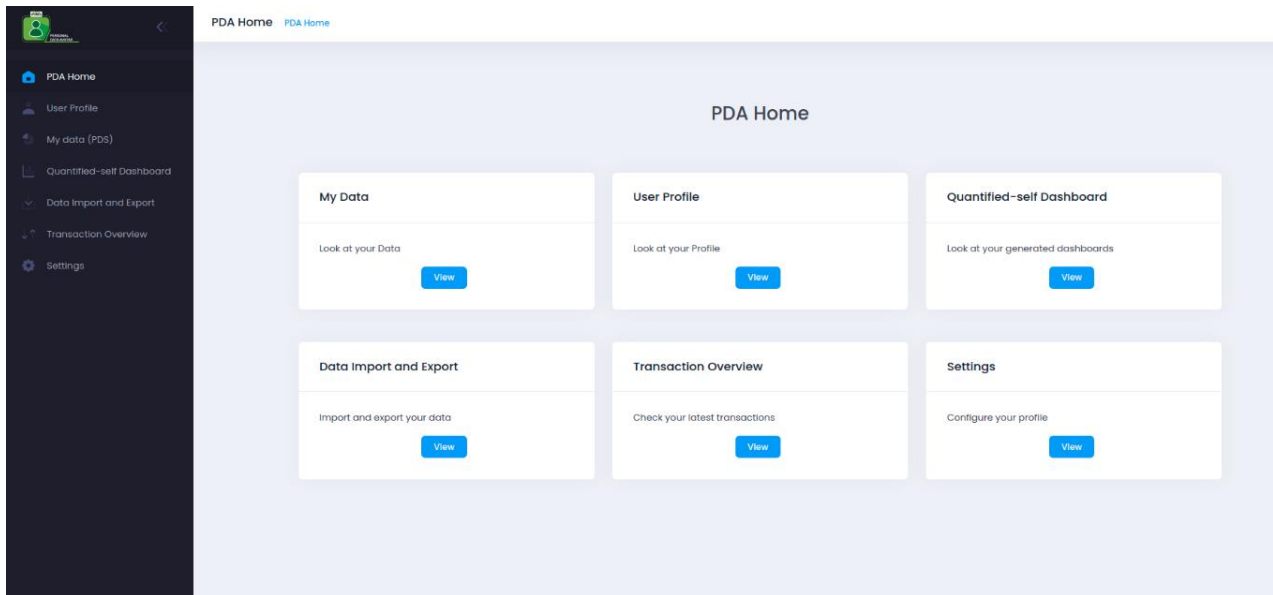 PERSONAL
DATA AVATAR
PDA Home PDA Home
PDA Home
User Profile
My data (PDS)
Quantified-self Dashboard
Data Import and Export
Transaction Overview
Settings
PDA Home
My Data
Look at your Data
View
User Profile
Look at your Profile
View
Quantified-self Dashboard
Look at your generated dashboards
View
Data Import and Export
Import and export your data
View
Transaction Overview
Check your latest transactions
View
Settings
Configure your profile
View